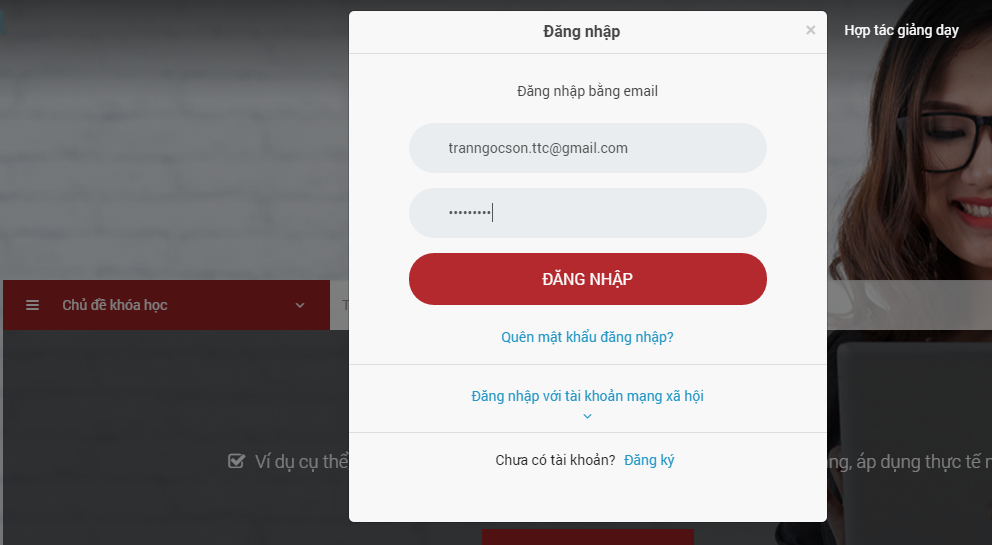 Đăng nhập
×
Hợp tác giảng dạy
Đăng nhập bằng email
tranngocson.ttc@gmail.com
•••••••••
ĐĂNG NHẬP
Chủ đề khóa học
Quên mật khẩu đăng nhập?
Đăng nhập với tài khoản mạng xã hội
Chưa có tài khoản? Đăng ký
Ví dụ cụ thể
áp dụng thực tế